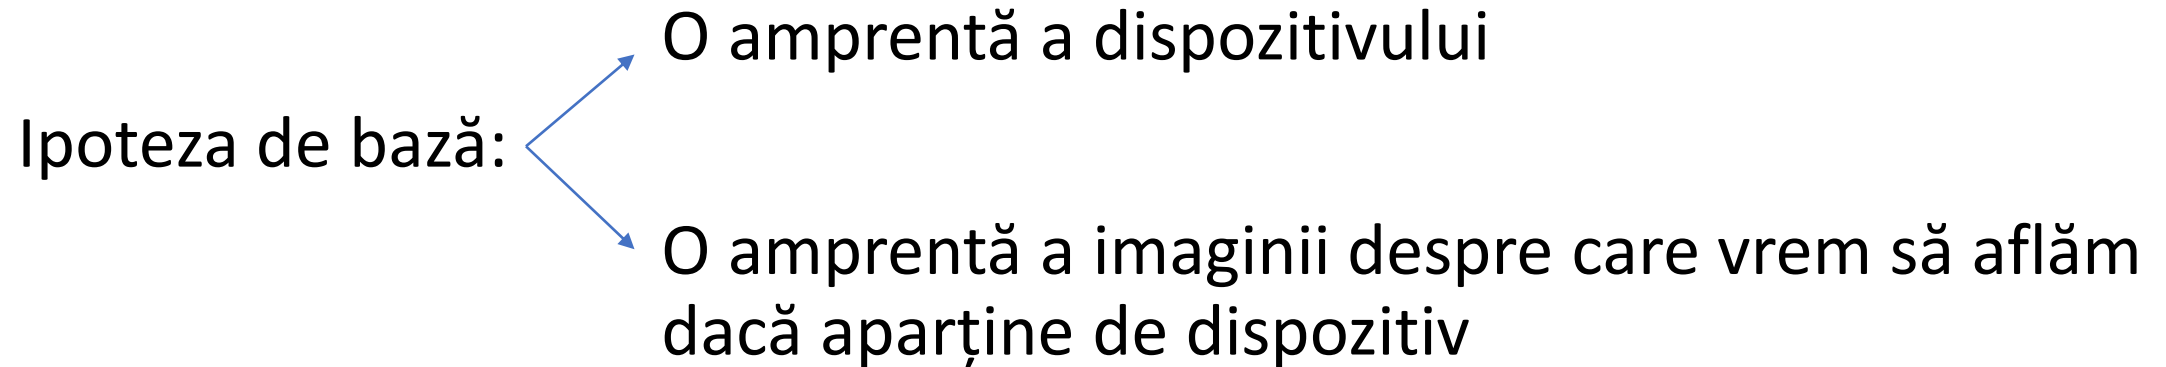 O amprentă a dispozitivului
Ipoteza de bază:
O amprentă a imaginii despre care vrem să aflăm
dacă aparține de dispozitiv